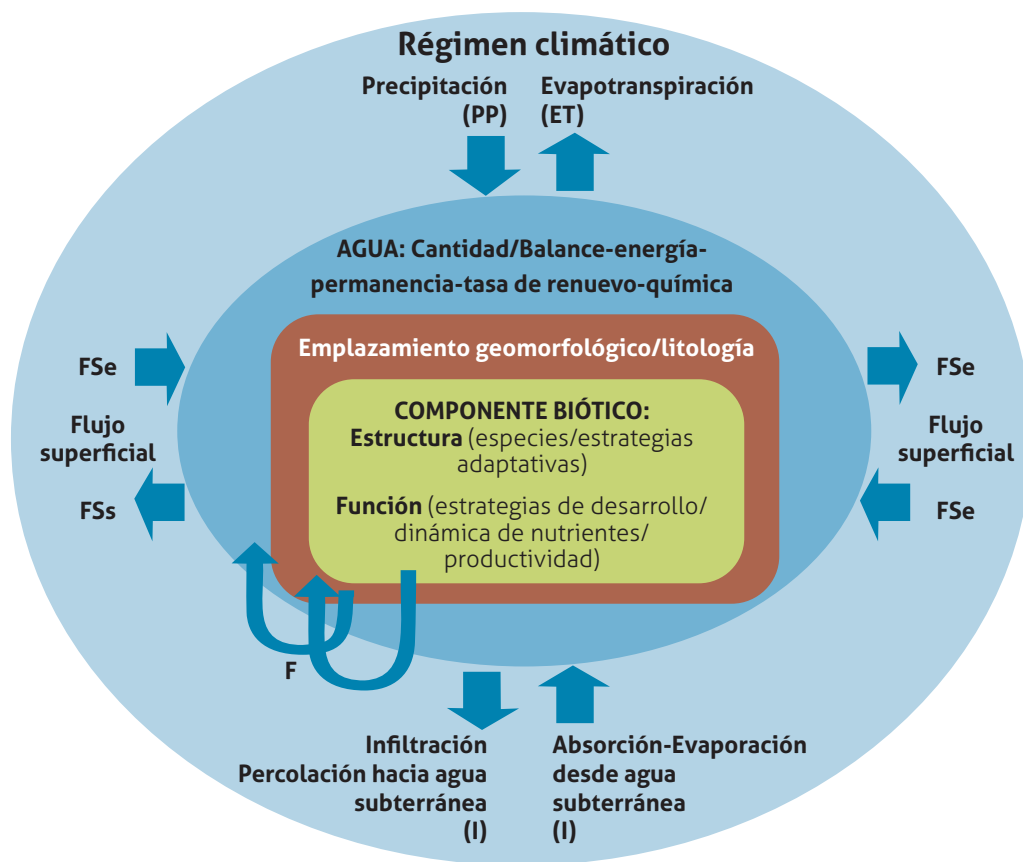 Régimen climático
Precipitación
(PP)
Evapotranspiración
(ET)
AGUA: Cantidad/Balance-energía-
permanencia-tasa de renuevo-química
Emplazamiento geomorfológico/litología
COMPONENTE BIÓTICO:
Estructura (especies/estrategias
adaptativas)
Función (estrategias de desarrollo/
dinámica de nutrientes/
productividad)
FSe
Flujo
superficial
FSs
FSe
Flujo
superficial
FSe
F
Infiltración
Percolación hacia agua
subterránea
(I)
Absorción-Evaporación
desde agua
subterránea
(I)